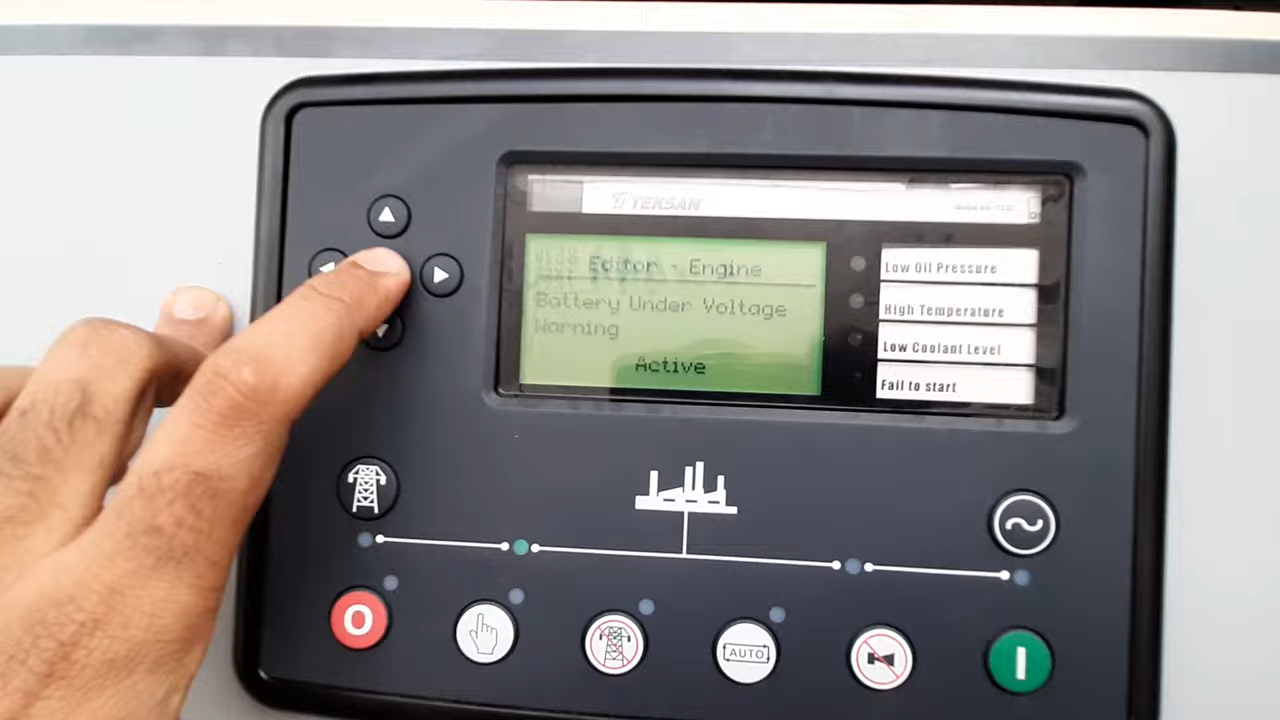 TEKSAN
Editor - Engine
Battery Under Voltage
Warning
Active
Low Oil Pressure
High Temperature
Low Coolant Level
Fail to start
O
AUTO
I